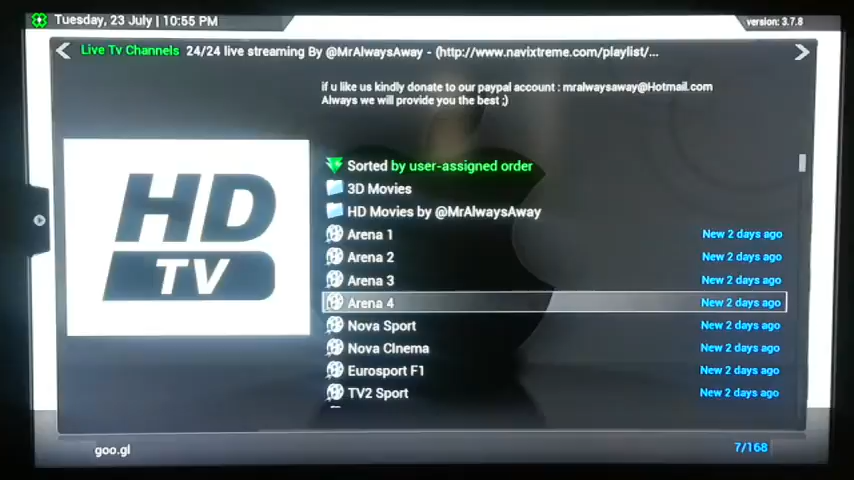 Tuesday, 23 July | 10:55 PM
version: 3.7.8
Live Tv Channels 24/24 live streaming By @MrAlwaysAway - (http://www.navixtreme.com/playlist/...
if u like us kindly donate to our paypal account : mralwaysaway@Hotmail.com
Always we will provide you the best ;)
HD
TV
Sorted by user-assigned order
3D Movies
HD Movies by @MrAlwaysAway
Arena 1 New 2 days ago
Arena 2 New 2 days ago
Arena 3 New 2 days ago
Arena 4 New 2 days ago
Nova Sport New 2 days ago
Nova CInema New 2 days ago
Eurosport F1 New 2 days ago
TV2 Sport New 2 days ago
goo.gl
7/168